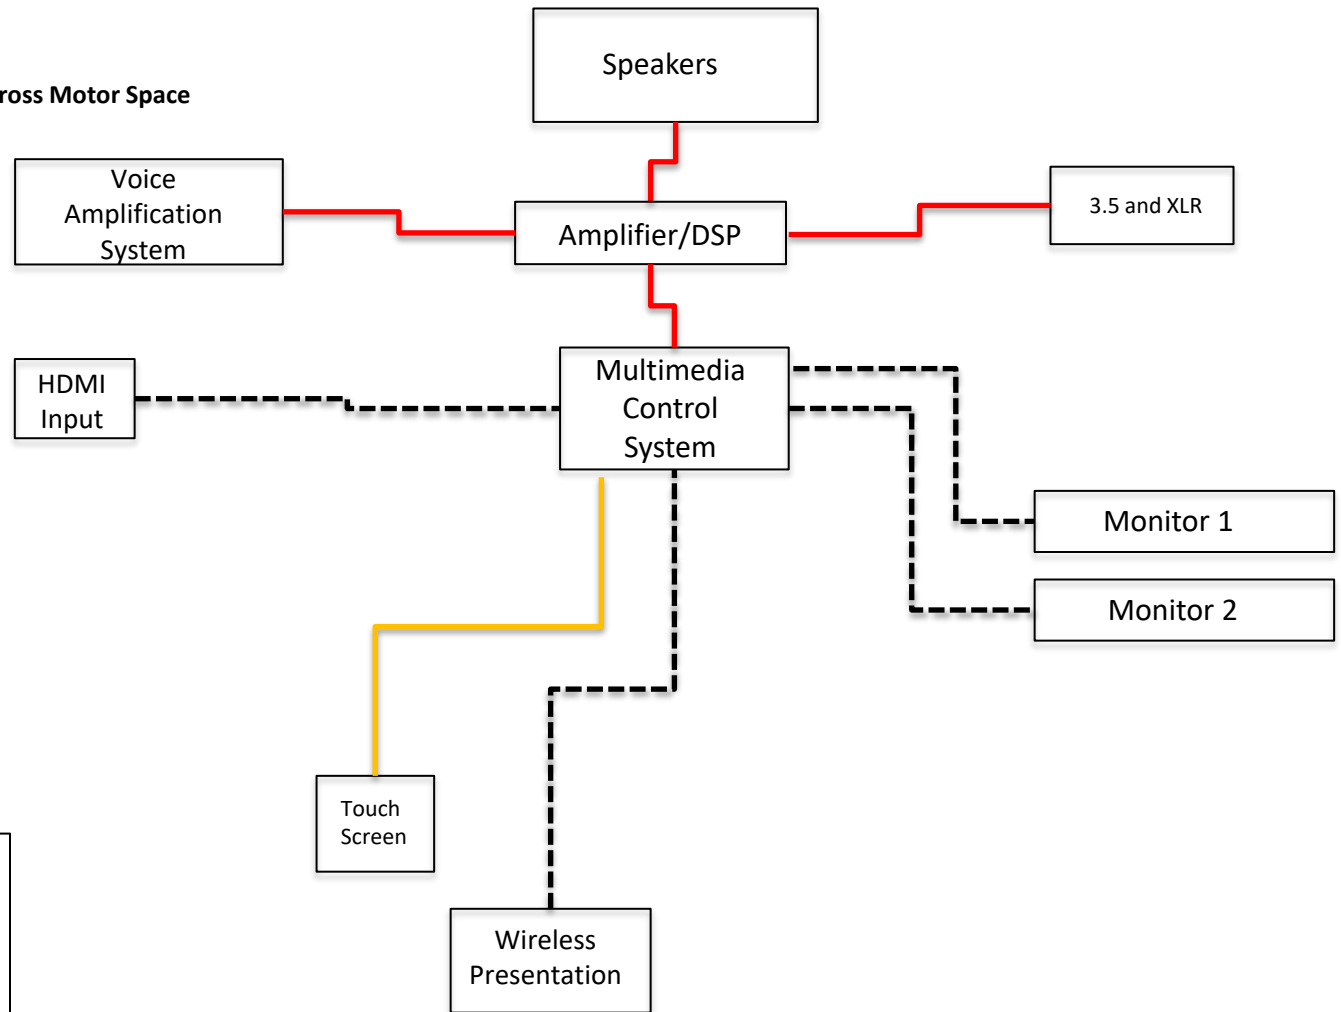 Speakers
ross Motor Space
Voice
Amplification
System
Amplifier/DSP
3.5 and XLR
HDMI
Input
Multimedia
Control
System
Monitor 1
Monitor 2
Touch
Screen
Wireless
Presentation